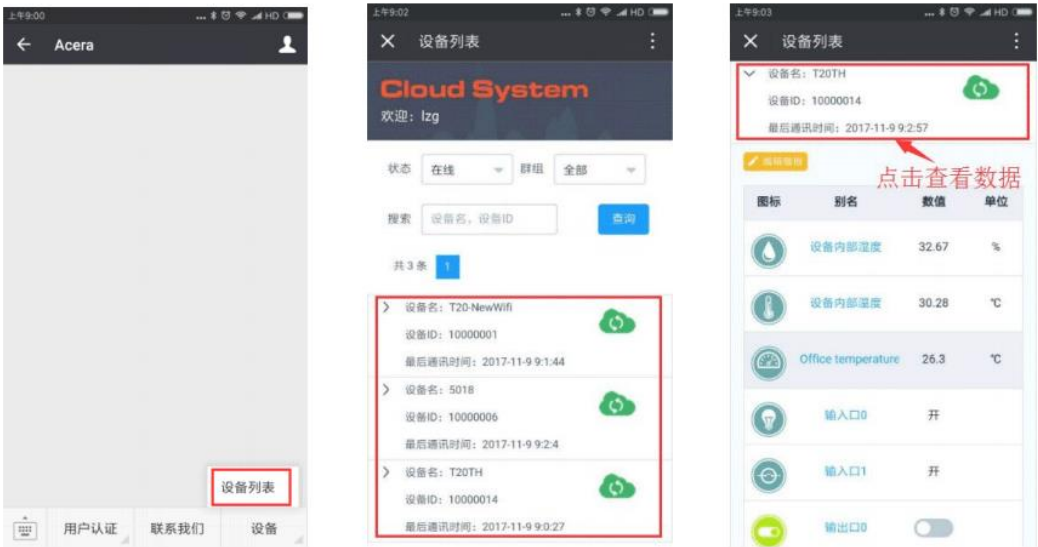 上午9:00
... HD
Acera
设备列表
用户认证
联系我们
设备
上午9:02
... HD
设备列表
Cloud System
欢迎：lzg
状态 在线 群组 全部
搜索 设备名，设备ID 查询
共3条 1
设备名：T20-NewWifi
设备ID：10000001
最后通讯时间：2017-11-9 9:1:44
设备名：5018
设备ID：10000006
最后通讯时间：2017-11-9 9:2:4
设备名：T20TH
设备ID：10000014
最后通讯时间：2017-11-9 9:0:27
上午9:03
... HD
设备列表
设备名：T20TH
设备ID：10000014
最后通讯时间：2017-11-9 9:2:57
点击查看数据
图标 别名 数值 单位
设备内部湿度 32.67 %
设备内部温度 30.28 ℃
Office temperature 26.3 ℃
输入口0 开
输入口1 开
输出口0